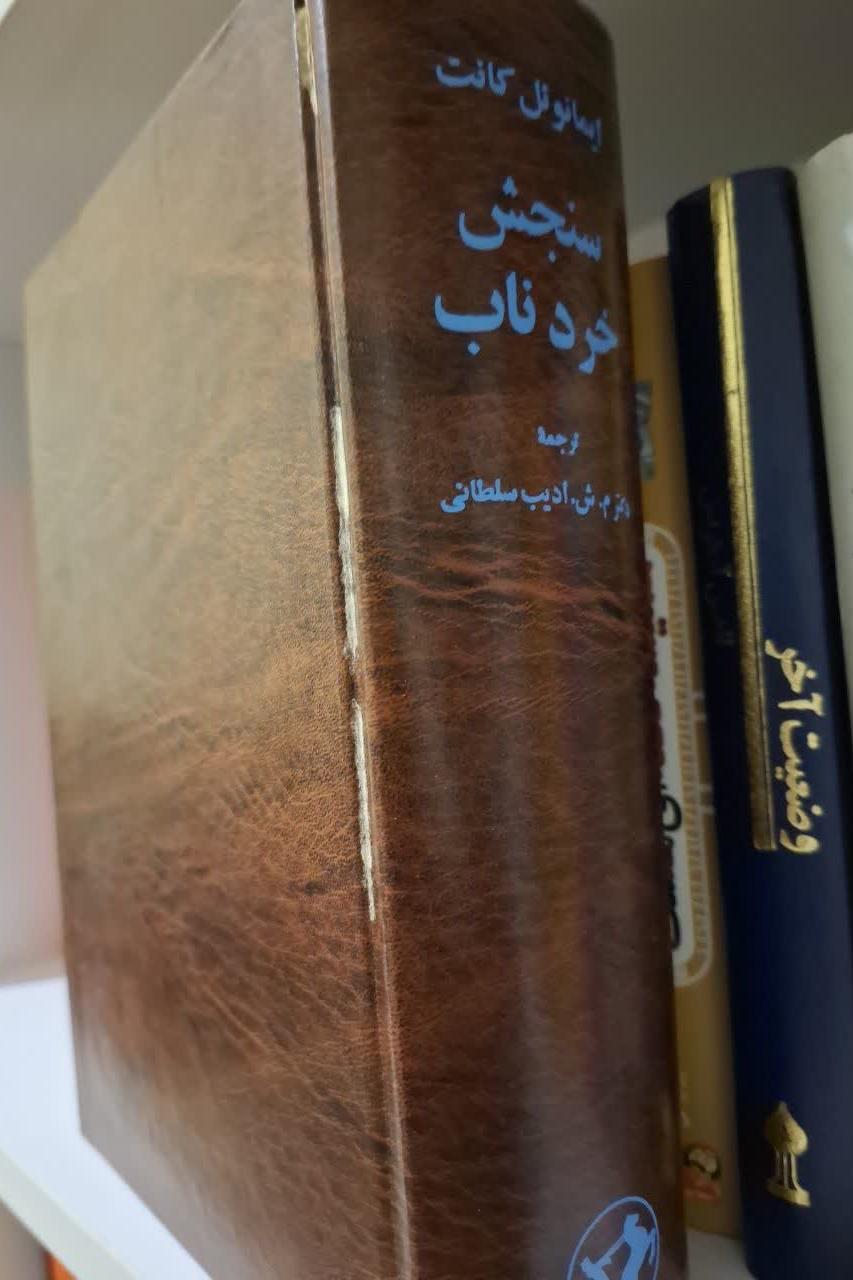 ایمانوئل کانت
سنجش
خرد ناب
ترجمهٔ
دکتر م. ش. ادیب سلطانی
وضعیت آخر